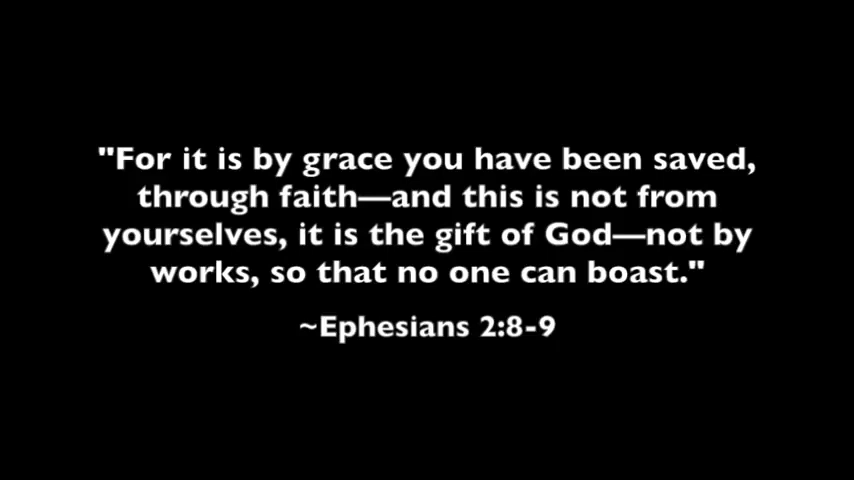 "For it is by grace you have been saved,
through faith—and this is not from
yourselves, it is the gift of God—not by
works, so that no one can boast."
~Ephesians 2:8-9